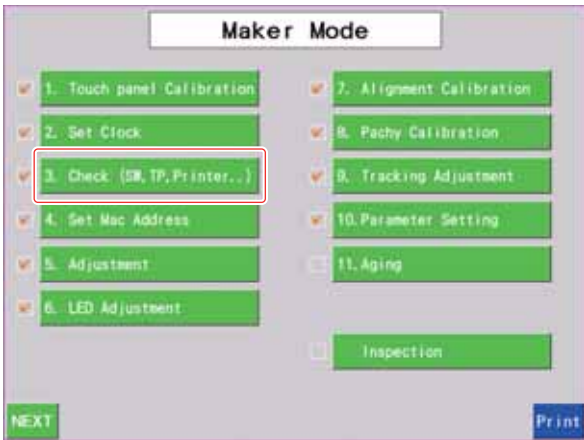 Maker Mode
1. Touch panel Calibration
2. Set Clock
3. Check (SW,TP,Printer..)
4. Set Mac Address
5. Adjustment
6. LED Adjustment
7. Alignment Calibration
8. Pachy Calibration
9. Tracking Adjustment
10.Parameter Setting
11.Aging
Inspection
NEXT
Print